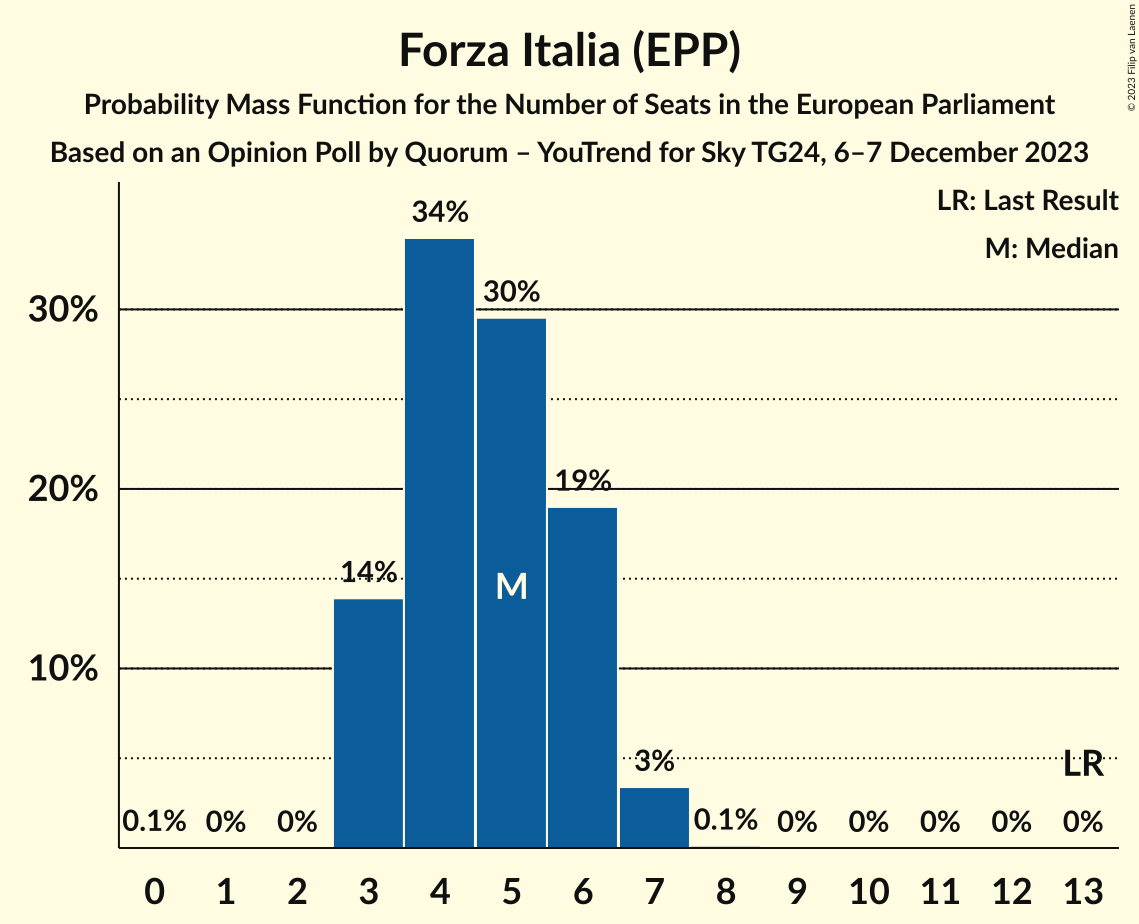 Forza Italia (EPP)
Probability Mass Function for the Number of Seats in the European Parliament
Based on an Opinion Poll by Quorum – YouTrend for Sky TG24, 6–7 December 2023
© 2023 Filip van Laenen
LR: Last Result
M: Median
34%
30%
30%
20%
19%
14%
M
10%
3%
LR
0.1% 0% 0% 0.1% 0% 0% 0% 0% 0%
0 1 2 3 4 5 6 7 8 9 10 11 12 13